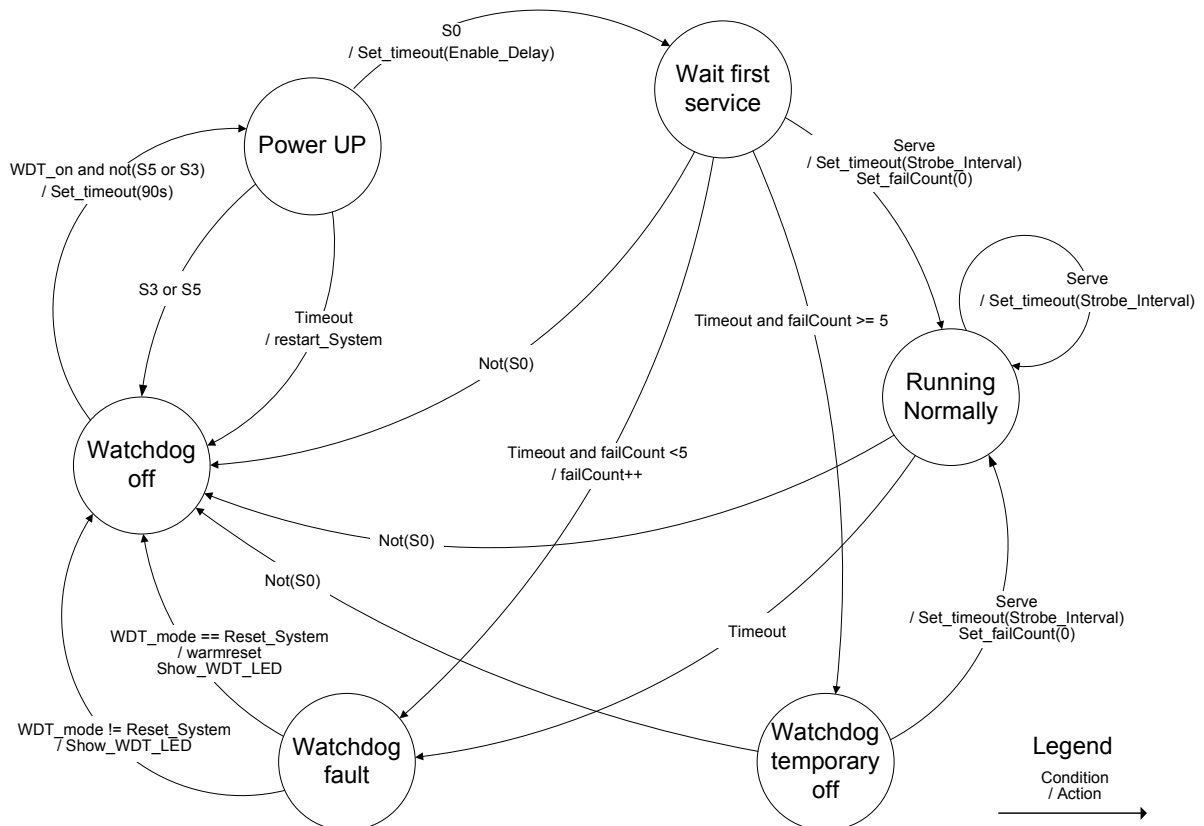 S0
/ Set_timeout(Enable_Delay)
Wait first
service
Power UP
WDT_on and not(S5 or S3)
/ Set_timeout(90s)
Serve
/ Set_timeout(Strobe_Interval)
Set_failCount(0)
S3 or S5
Timeout
/ restart_System
Serve
/ Set_timeout(Strobe_Interval)
Timeout and failCount >= 5
Not(S0)
Running
Normally
Watchdog
off
Timeout and failCount <5
/ failCount++
Not(S0)
Not(S0)
Serve
/ Set_timeout(Strobe_Interval)
Set_failCount(0)
WDT_mode == Reset_System
/ warmreset
Show_WDT_LED
Timeout
WDT_mode != Reset_System
/ Show_WDT_LED
Watchdog
fault
Watchdog
temporary
off
Legend
Condition
/ Action